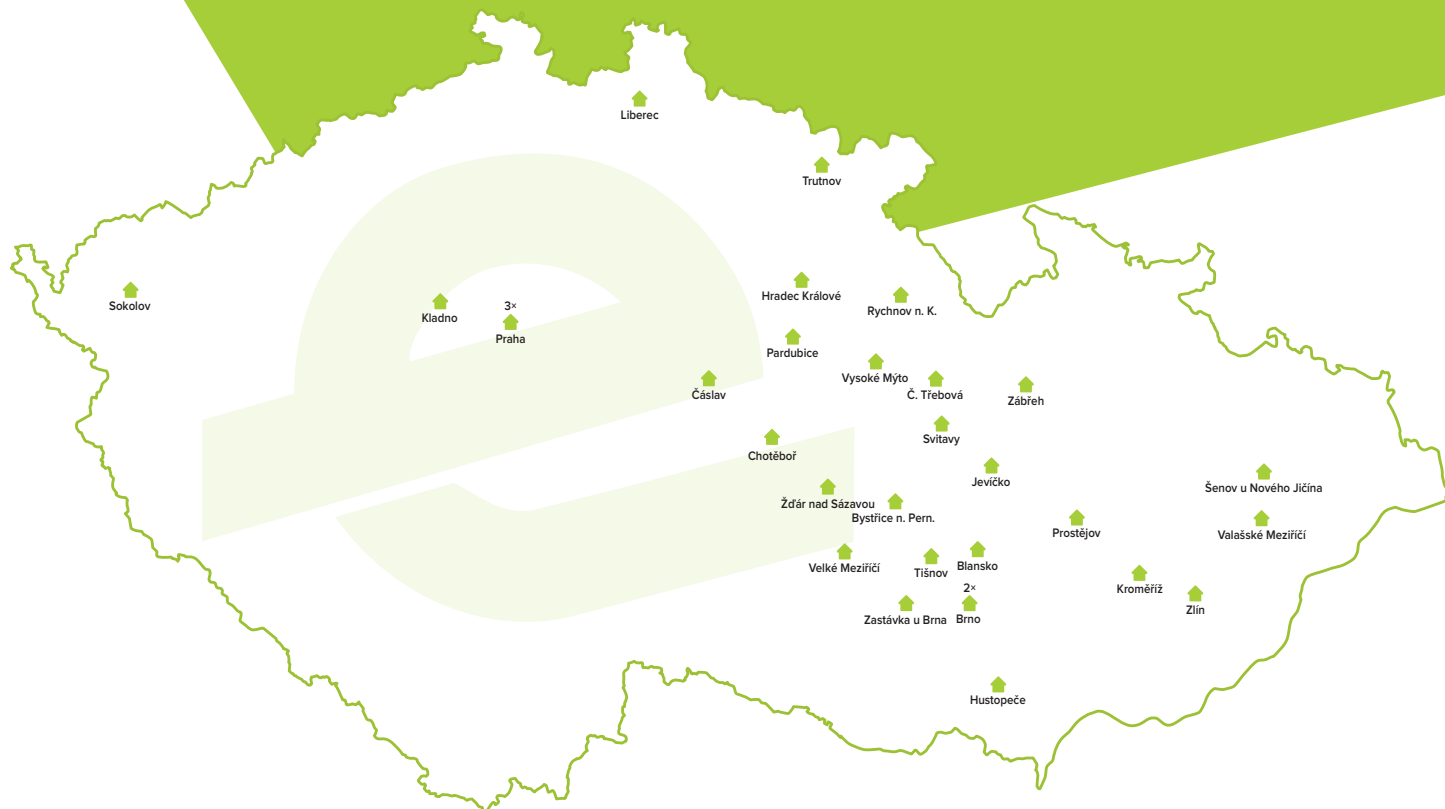 Liberec
Trutnov
Sokolov
Kladno
3×
Praha
Hradec Králové
Rychnov n. K.
Pardubice
Vysoké Mýto
Čáslav
Č. Třebová
Zábřeh
Svitavy
Chotěboř
Jevíčko
Šenov u Nového Jičína
Žďár nad Sázavou
Bystřice n. Pern.
Prostějov
Valašské Meziříčí
Velké Meziříčí
Tišnov
Blansko
Kroměříž
Zlín
Zastávka u Brna
2×
Brno
Hustopeče